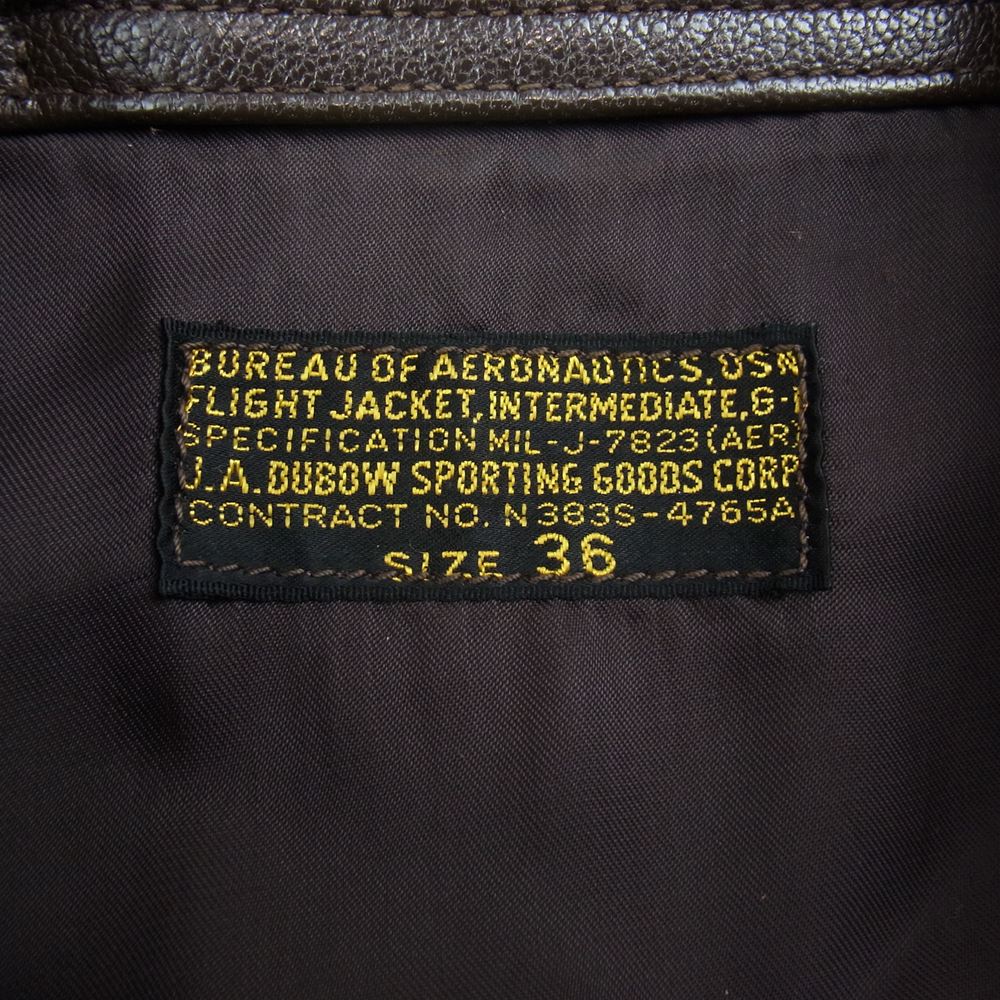 BUREAU OF AERONAUTICS, USN
FLIGHT JACKET, INTERMEDIATE, G-1
SPECIFICATION MIL-J-7823(AER)
J.A. DUBOW SPORTING GOODS CORP
CONTRACT NO. N383S-4765A
SIZE 36